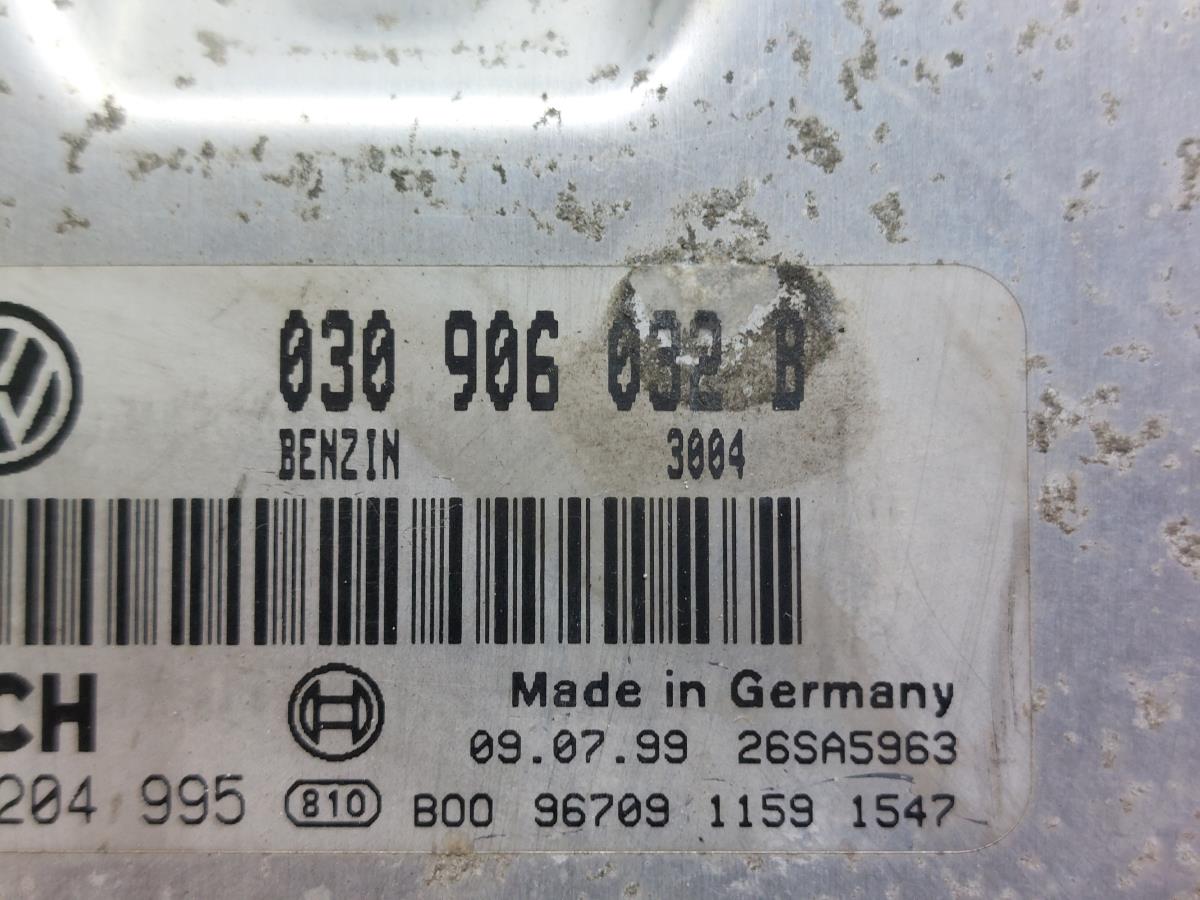 030 906 032 B
BENZIN 3004
CH
Made in Germany
09.07.99 26SA5963
204 995 810 B00 96709 1159 1547